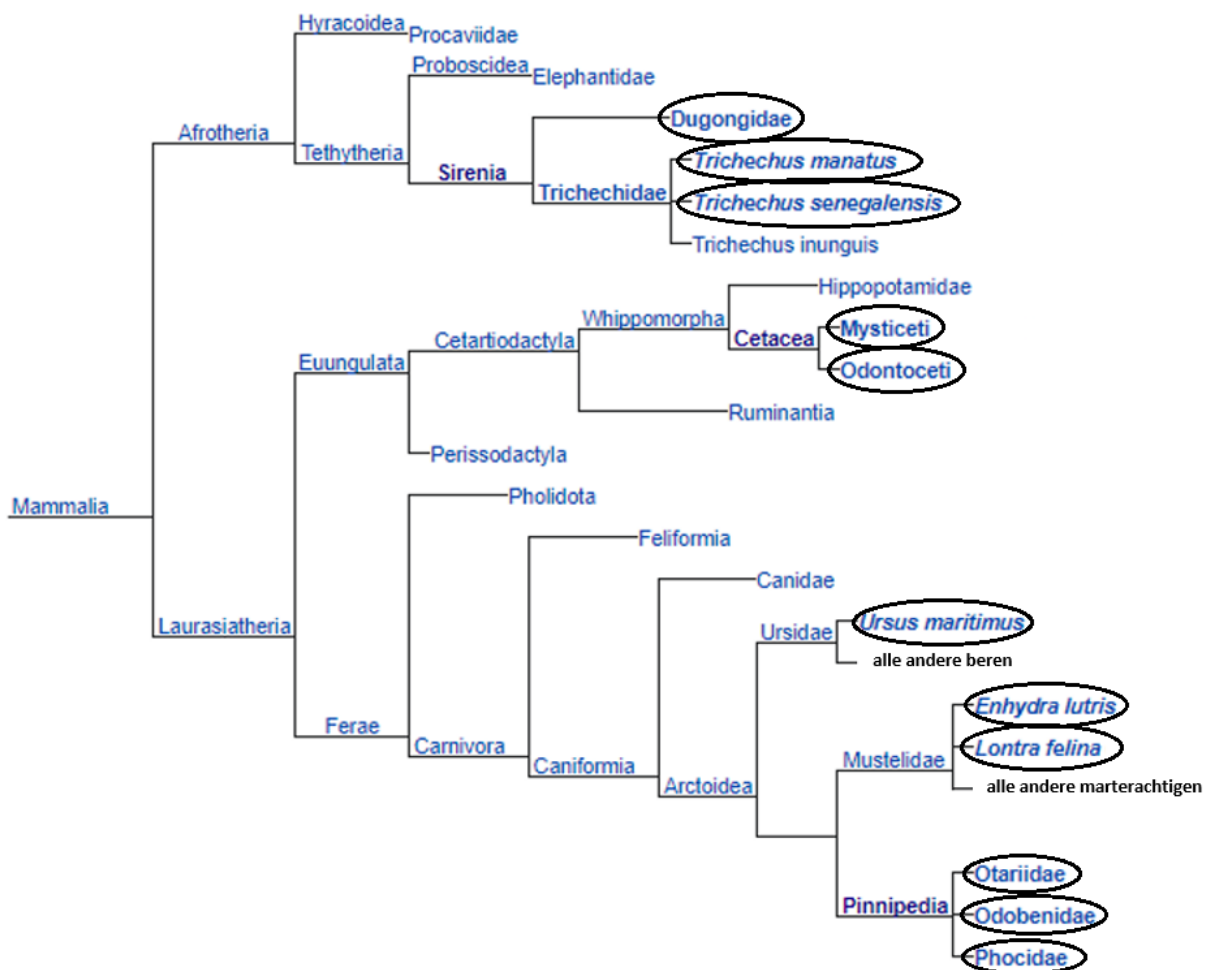 Hyracoidea
Procaviidae
Proboscidea
Elephantidae
Dugongidae
Afrotheria
Tethytheria
Trichechus manatus
Sirenia
Trichechidae
Trichechus senegalensis
Trichechus inunguis
Hippopotamidae
Whippomorpha
Mysticeti
Cetacea
Cetartiodactyla
Euungulata
Odontoceti
Ruminantia
Perissodactyla
Mammalia
Pholidota
Feliformia
Canidae
Laurasiatheria
Ursidae
Ursus maritimus
alle andere beren
Enhydra lutris
Ferae
Carnivora
Lontra felina
Mustelidae
Caniformia
Arctoidea
alle andere marterachtigen
Otariidae
Pinnipedia
Odobenidae
Phocidae